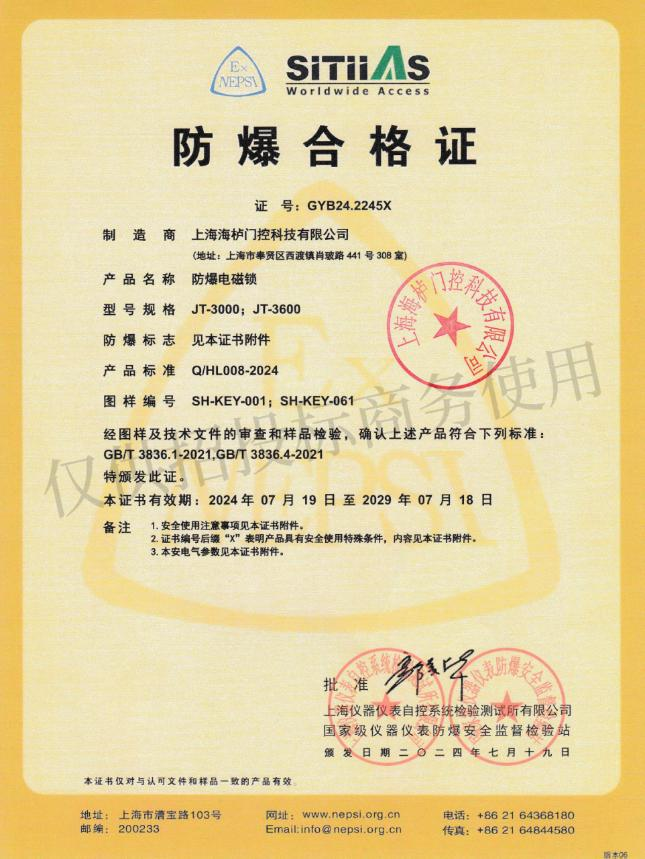 Ex
NEPSI
SITIIAS
Worldwide Access
防爆合格证
证 号：GYB24.2245X
制造商 上海海栌门控科技有限公司
(地址：上海市奉贤区西渡镇肖玻路 441 号 308 室)
产品名称 防爆电磁锁
型号规格 JT-3000；JT-3600
防爆标志 见本证书附件
产品标准 Q/HL008-2024
图样编号 SH-KEY-001；SH-KEY-061
经图样及技术文件的审查和样品检验，确认上述产品符合下列标准：
GB/T 3836.1-2021,GB/T 3836.4-2021
特颁发此证。
本证书有效期：2024 年 07 月 19 日 至 2029 年 07 月 18 日
备注 1. 安全使用注意事项见本证书附件。
2. 证书编号后缀“X”表明产品具有安全使用特殊条件，内容见本证书附件。
3. 本安电气参数见本证书附件。
上海海栌门控科技有限公司
仅供招投标商务使用
Ex
NEPSI
批 准
上海仪器仪表自控系统检验测试所有限公司
国家级仪器仪表防爆安全监督检验站
颁发日期二〇二四年七月十九日
本证书仅对与认可文件和样品一致的产品有效。
地址：上海市漕宝路103号 网址：www.nepsi.org.cn 电话：+86 21 64368180
邮编：200233 Email:info@nepsi.org.cn 传真：+86 21 64844580
版本06